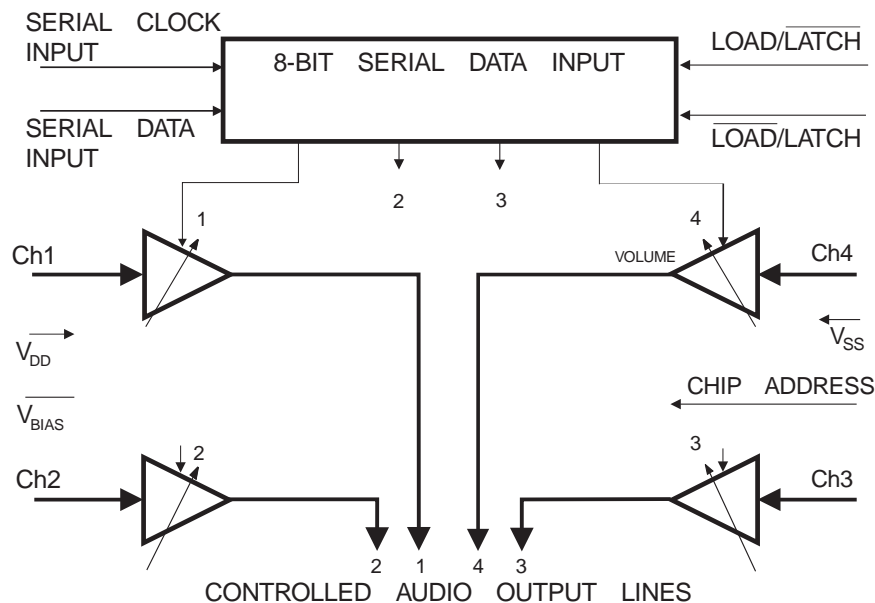 SERIAL CLOCK
INPUT
LOAD/LATCH
8-BIT SERIAL DATA INPUT
SERIAL DATA
INPUT
LOAD/LATCH
2
3
1
4
Ch1
VOLUME
Ch4
VDD
VSS
CHIP ADDRESS
VBIAS
2
3
Ch2
Ch3
2 1 4 3
CONTROLLED AUDIO OUTPUT LINES